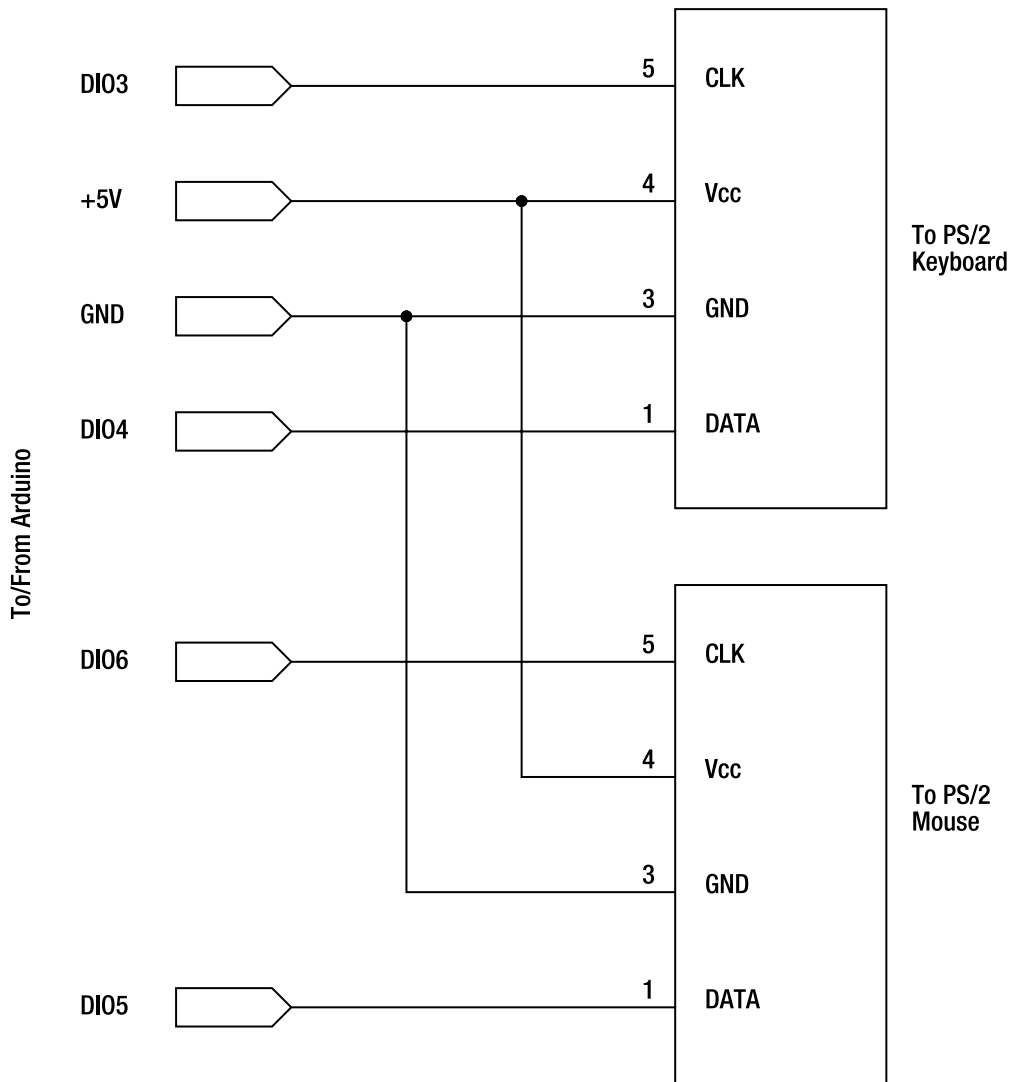 DIO3
5
CLK
+5V
4
Vcc
To PS/2
Keyboard
GND
3
GND
DIO4
1
DATA
To/From Arduino
DIO6
5
CLK
4
Vcc
To PS/2
Mouse
3
GND
DIO5
1
DATA